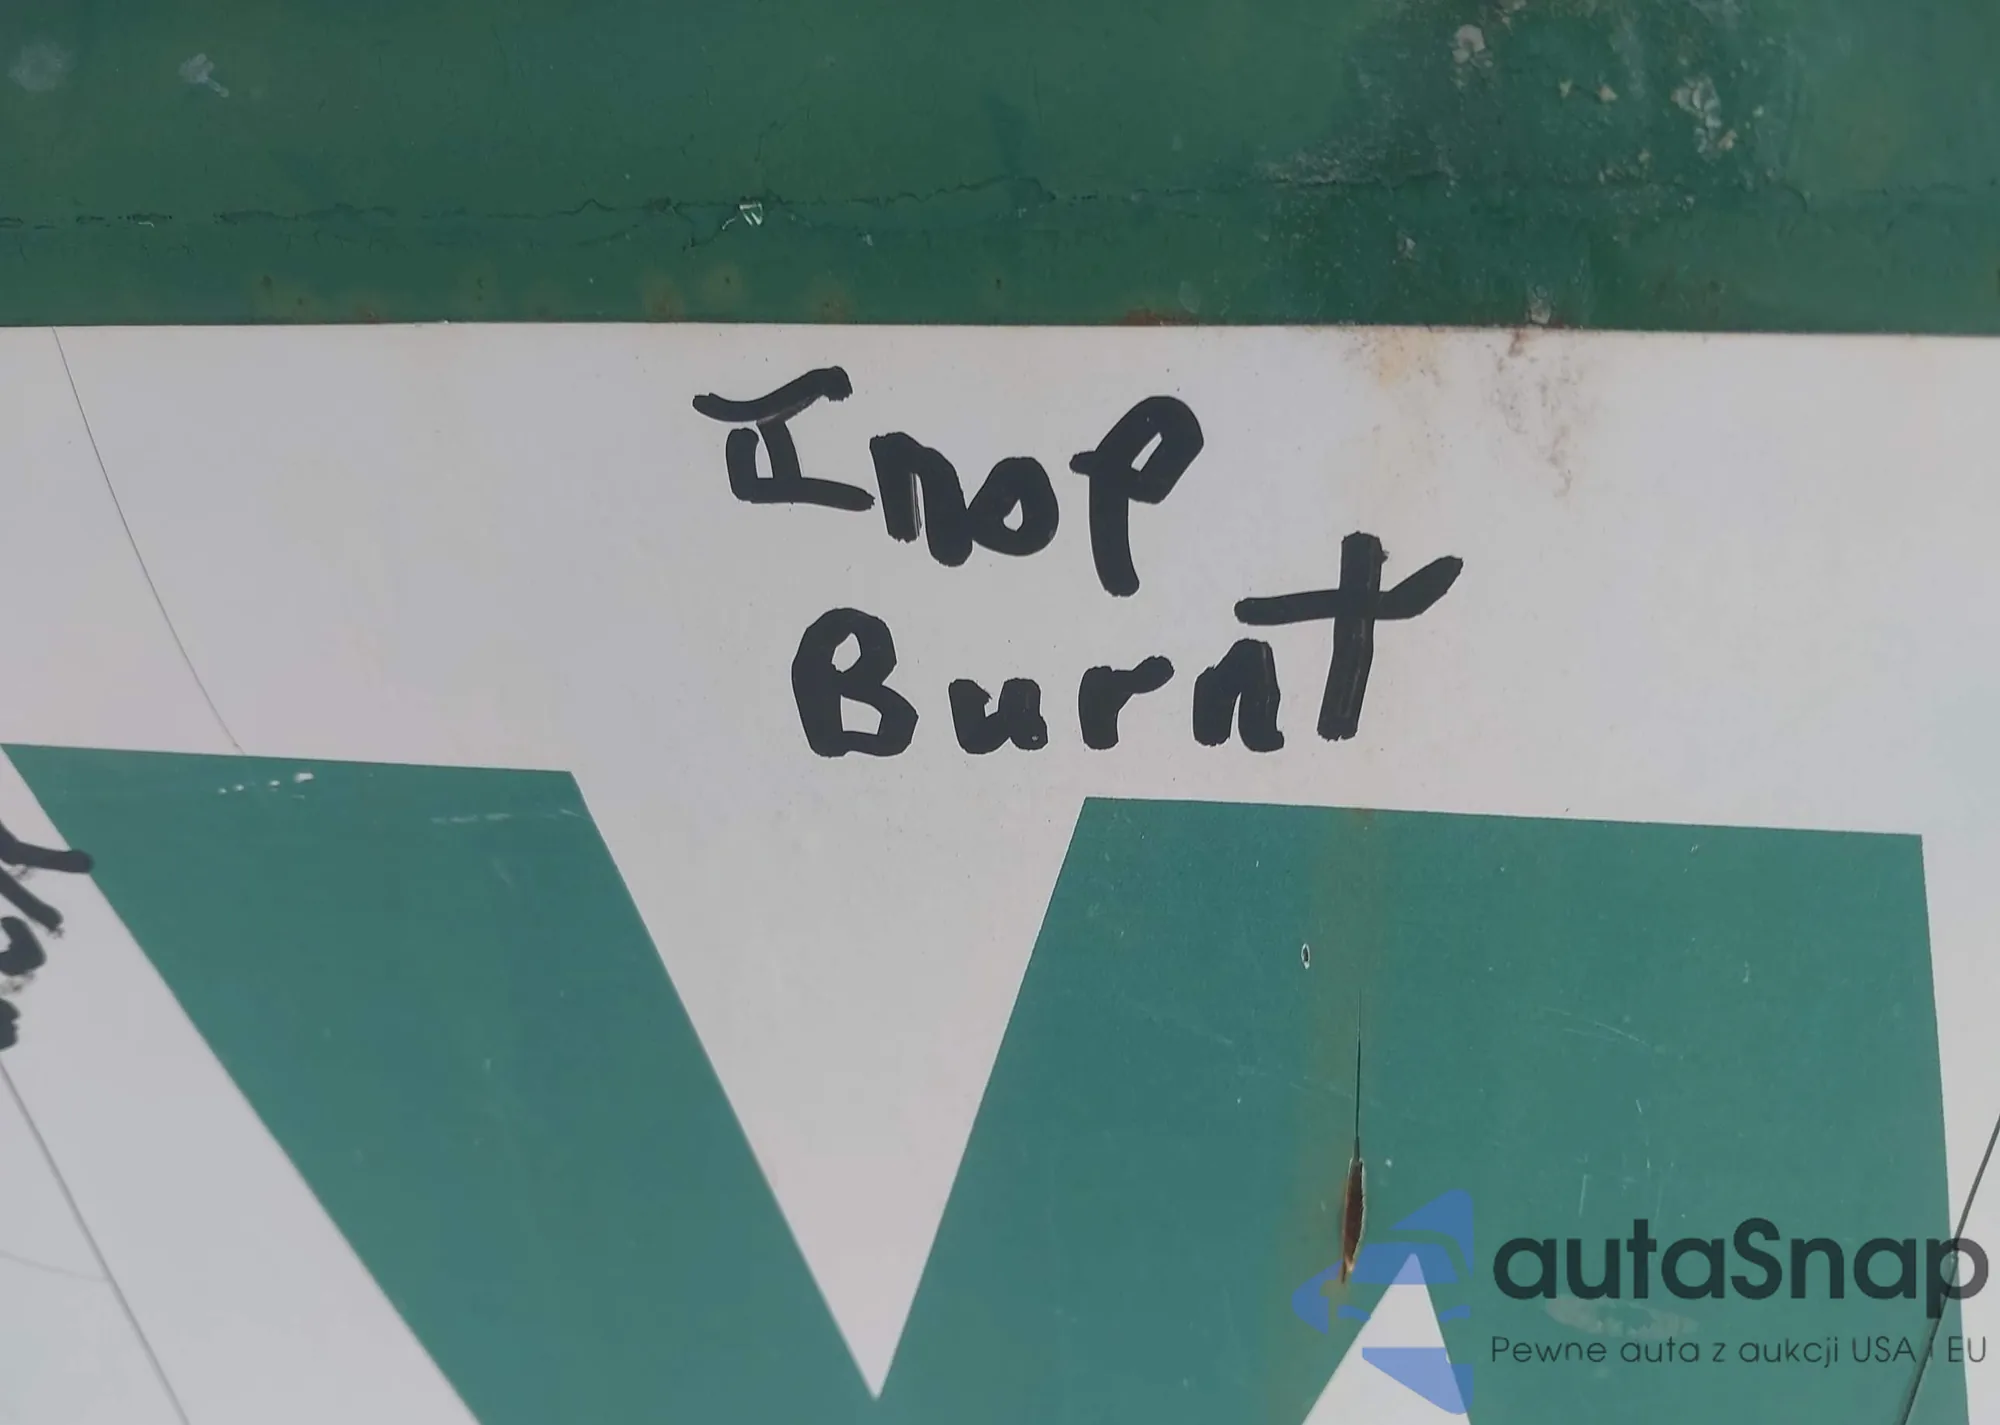 Inop
Burnt
autaSnap
Pewne auta z aukcji USA i EU